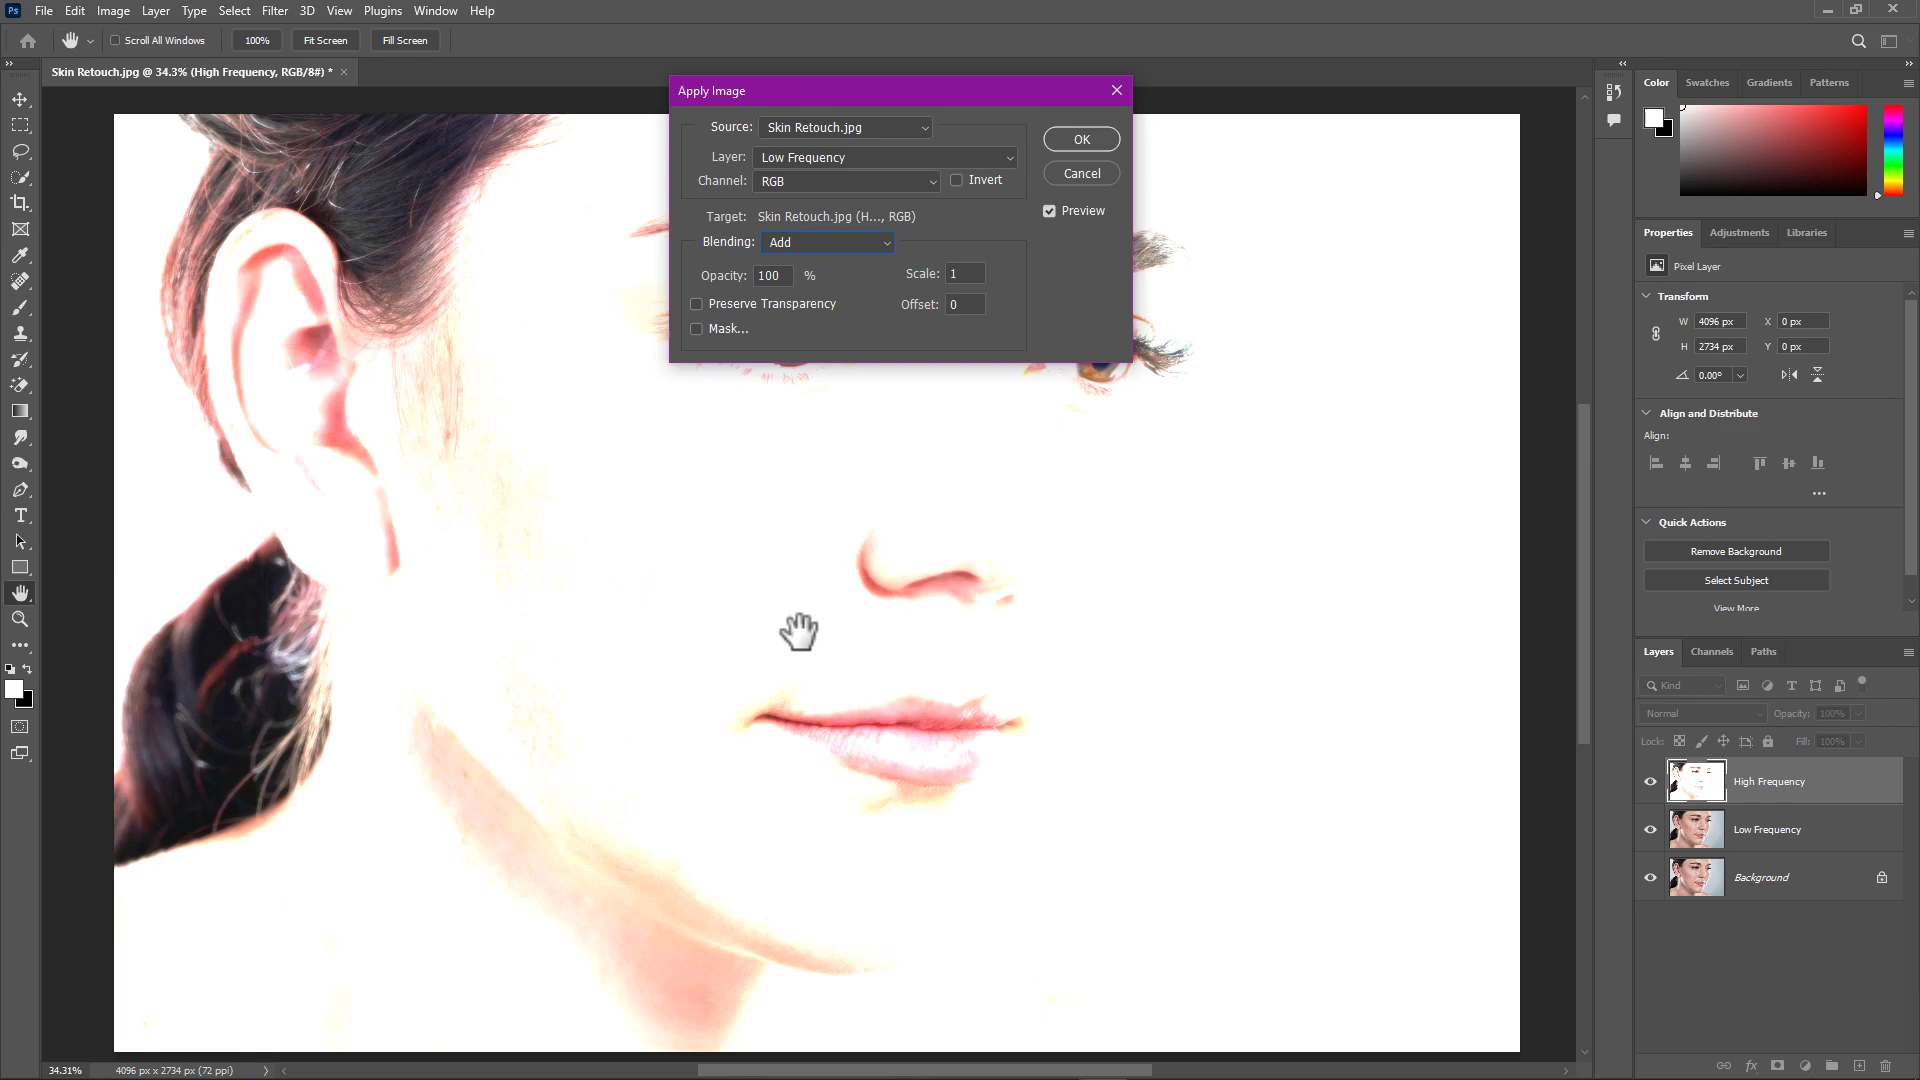 Ps File Edit Image Layer Type Select Filter 3D View Plugins Window Help
Scroll All Windows 100% Fit Screen Fill Screen
Skin Retouch.jpg @ 34.3% (High Frequency, RGB/8#) * ×
Apply Image
Source: Skin Retouch.jpg
Layer: Low Frequency
Channel: RGB Invert
Target: Skin Retouch.jpg (H..., RGB)
Blending: Add
Opacity: 100 % Scale: 1
Preserve Transparency Offset: 0
Mask...
OK
Cancel
Preview
Color Swatches Gradients Patterns
Properties Adjustments Libraries
Pixel Layer
Transform
W 4096 px X 0 px
H 2734 px Y 0 px
0.00°
Align and Distribute
Align:
...
Quick Actions
Remove Background
Select Subject
View More
Layers Channels Paths
Kind
Normal Opacity: 100%
Lock: Fill: 100%
High Frequency
Low Frequency
Background
34.31% 4096 px x 2734 px (72 ppi)